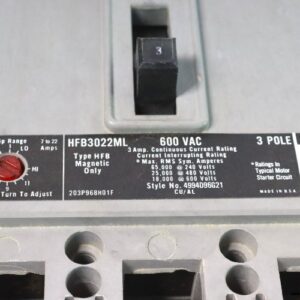 3
p Range
7 to 22
Amps
LO
MI
HI
Turn to Adjust
HFB3022ML 600 VAC 3 POLE
Type HFB
Magnetic
Only
3 Amp. Continuous Current Rating
Current Interrupting Rating
* Max. RMS Sym. Amperes
65,000 @ 240 Volts
25,000 @ 480 Volts
18,000 @ 600 Volts
Style No. 4994D96G21
CU/AL
203P968H01F
* Ratings in
Typical Motor
Starter Circuit
MADE IN U.S.A.